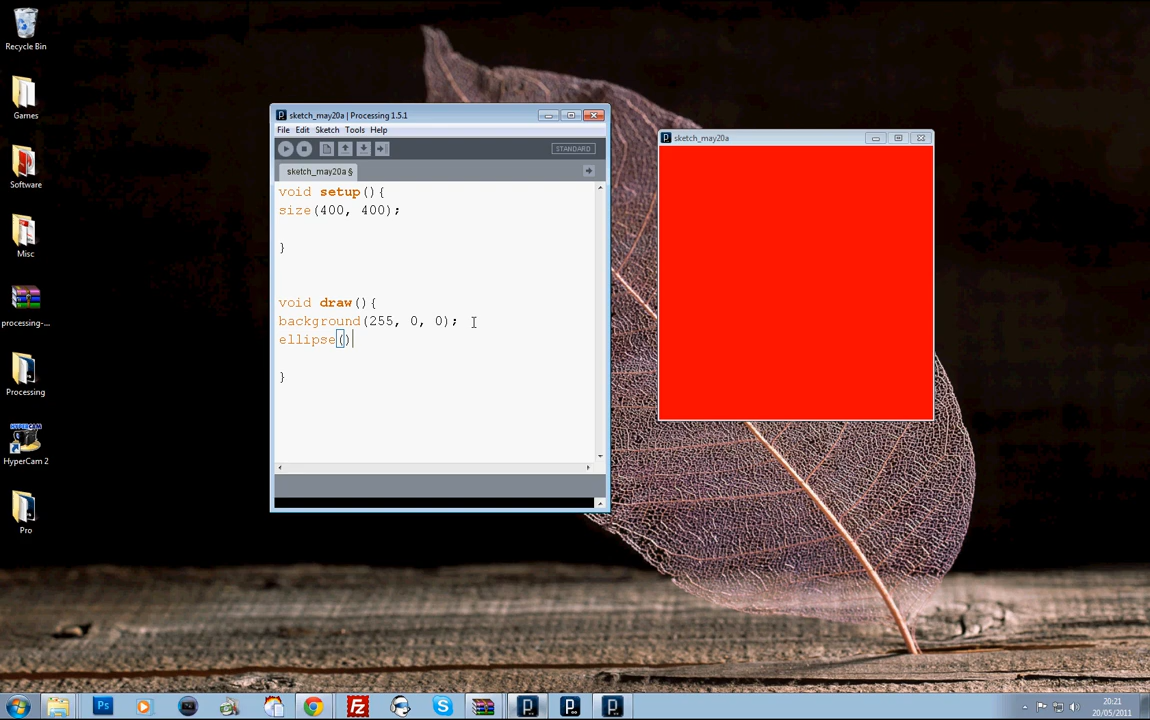 Recycle Bin
Games
Software
Misc
processing-...
Processing
HyperCam 2
Pro
sketch_may20a | Processing 1.5.1
File Edit Sketch Tools Help
STANDARD
sketch_may20a §
void setup(){
size(400, 400);
}
void draw(){
background(255, 0, 0);
ellipse()
}
sketch_may20a
Ps
Fz
20:21
20/05/2011